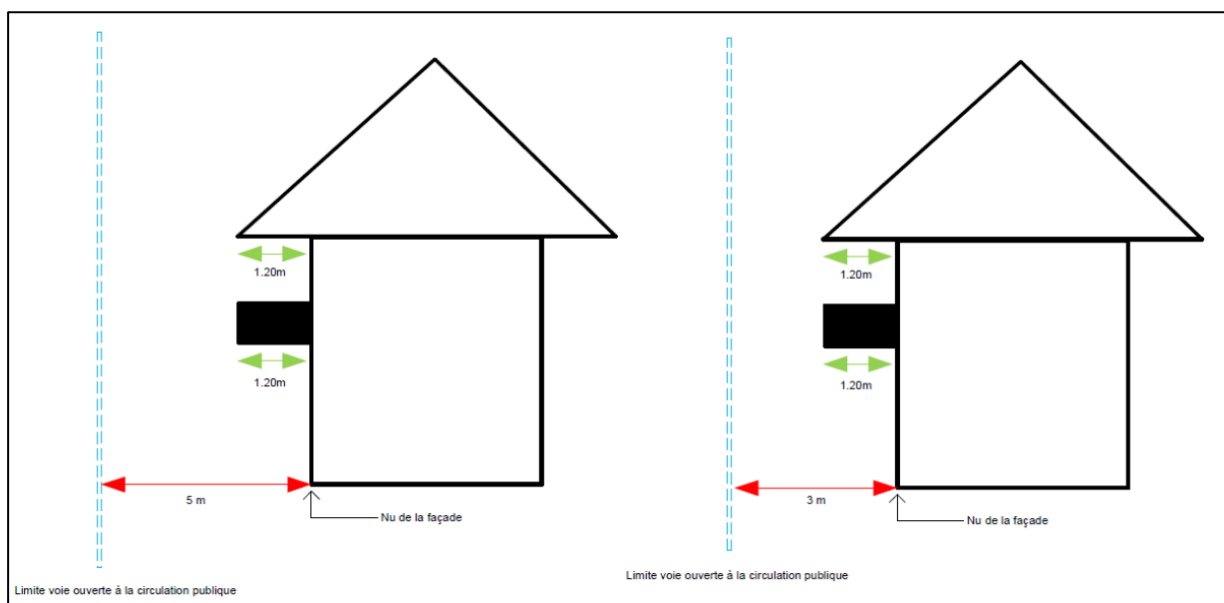 1.20m
1.20m
5 m
Nu de la façade
Limite voie ouverte à la circulation publique
1.20m
1.20m
3 m
Nu de la façade
Limite voie ouverte à la circulation publique